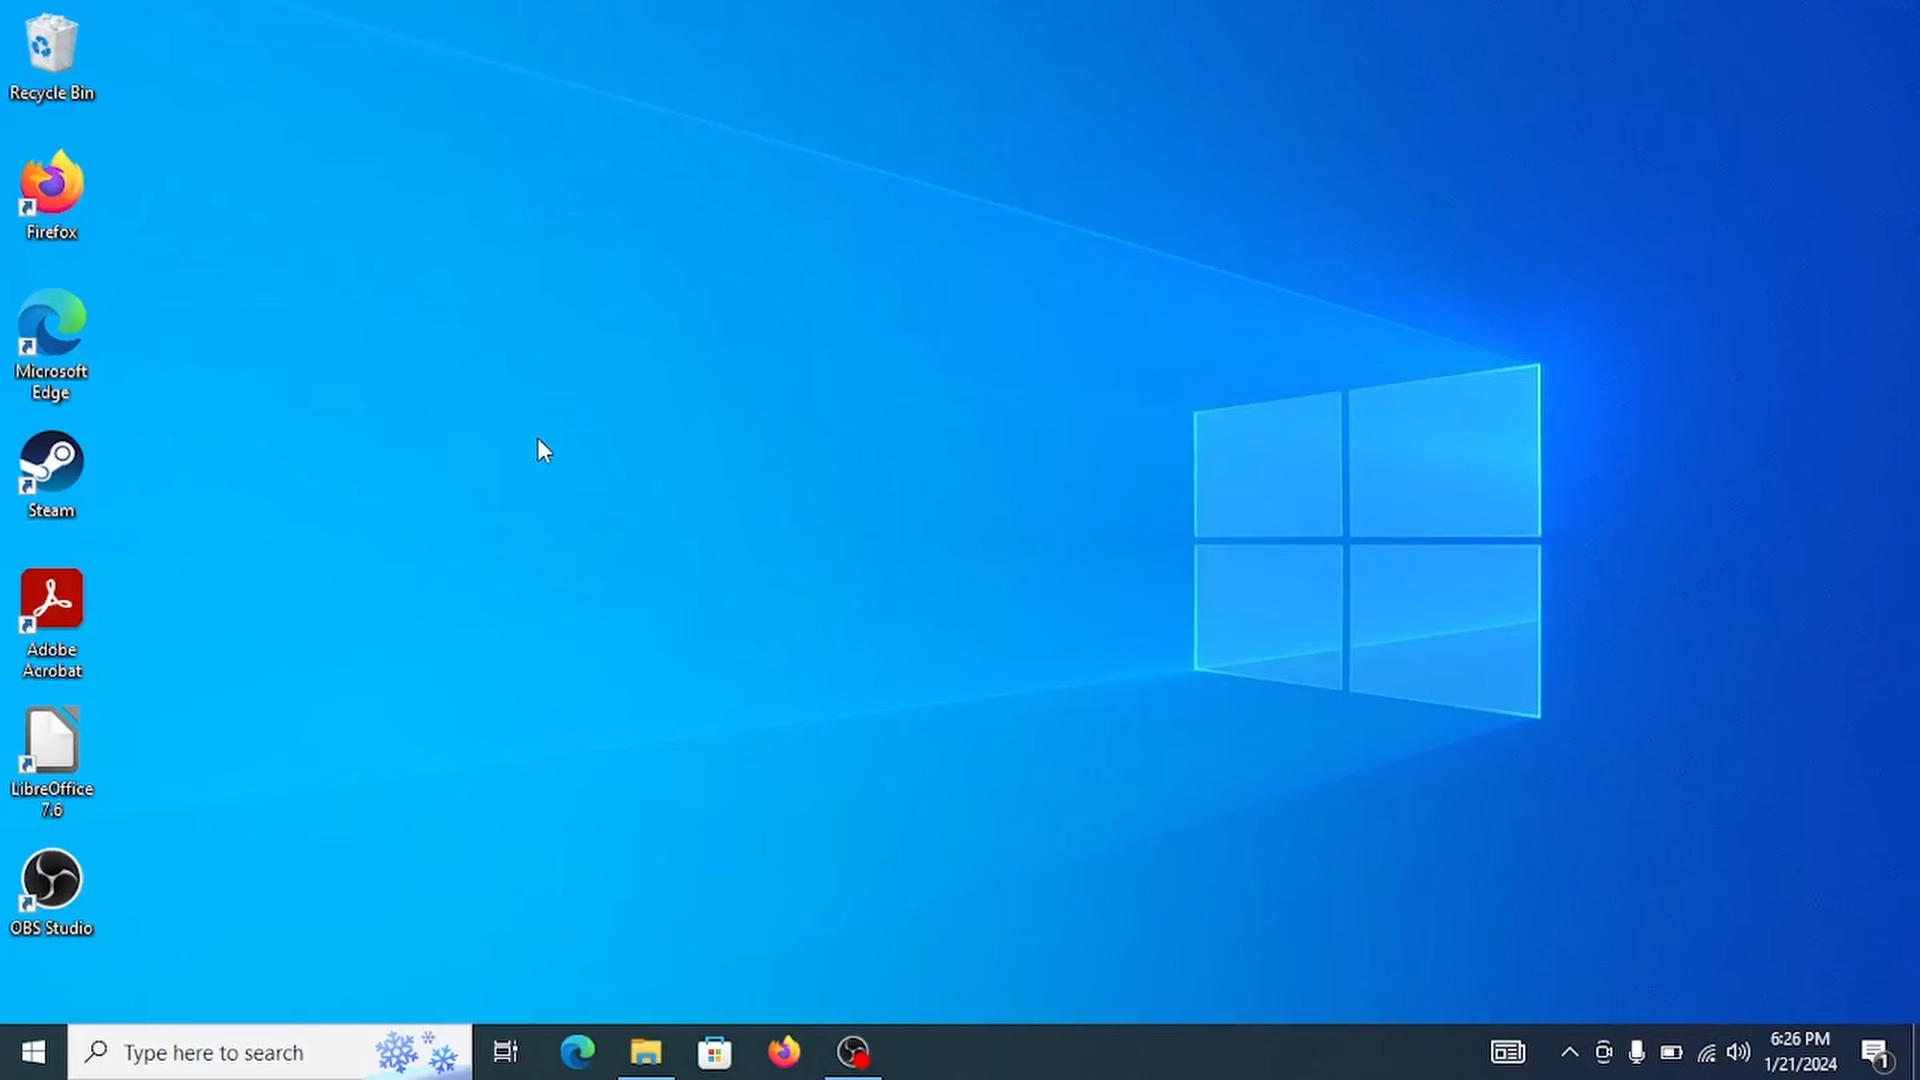 Recycle Bin
Firefox
Microsoft
Edge
Steam
Adobe
Acrobat
LibreOffice
7.6
OBS Studio
Type here to search
6:26 PM
1/21/2024
1